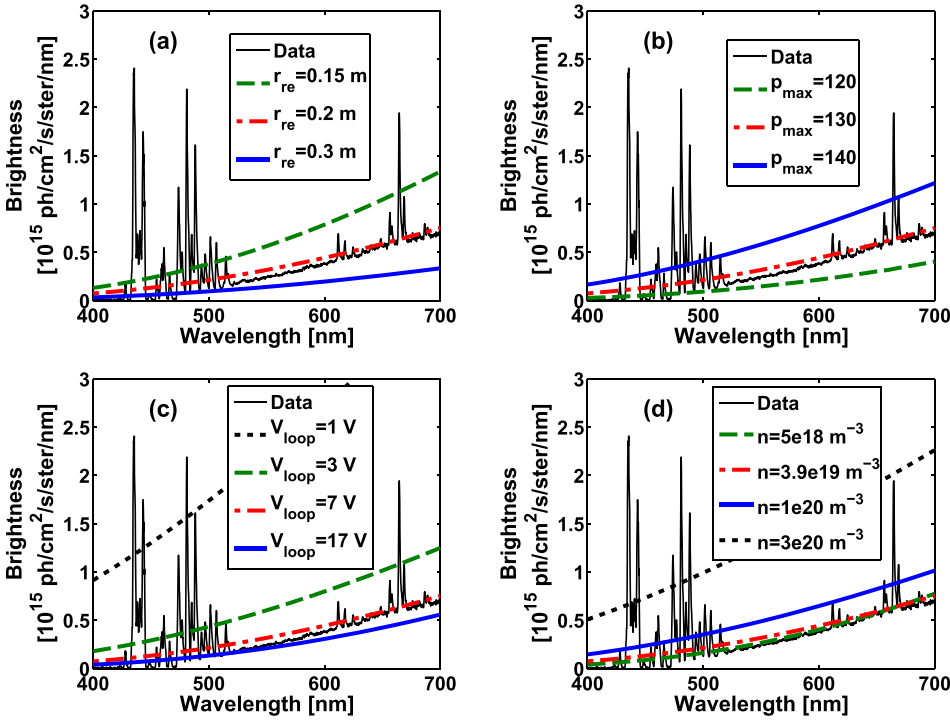 (a)
Data
r_re=0.15 m
r_re=0.2 m
r_re=0.3 m
3
2.5
2
1.5
1
0.5
0
400
500
600
700
Wavelength [nm]
Brightness
[10^15 ph/cm^2/s/ster/nm]
(b)
Data
p_max=120
p_max=130
p_max=140
3
2.5
2
1.5
1
0.5
0
400
500
600
700
Wavelength [nm]
Brightness
[10^15 ph/cm^2/s/ster/nm]
(c)
Data
V_loop=1 V
V_loop=3 V
V_loop=7 V
V_loop=17 V
3
2.5
2
1.5
1
0.5
0
400
500
600
700
Wavelength [nm]
Brightness
[10^15 ph/cm^2/s/ster/nm]
(d)
Data
n=5e18 m^-3
n=3.9e19 m^-3
n=1e20 m^-3
n=3e20 m^-3
3
2.5
2
1.5
1
0.5
0
400
500
600
700
Wavelength [nm]
Brightness
[10^15 ph/cm^2/s/ster/nm]